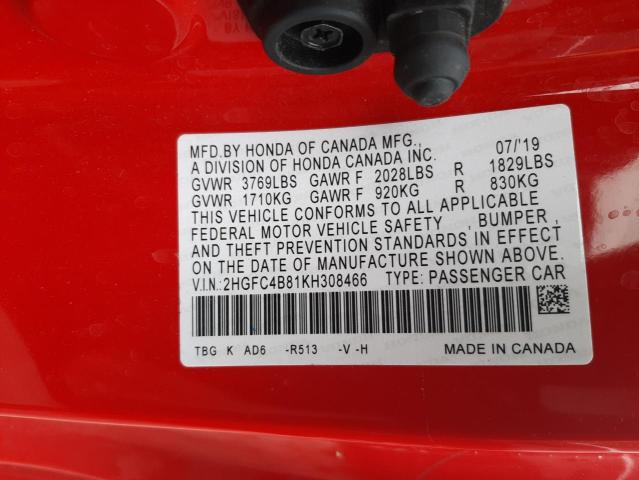 MFD.BY HONDA OF CANADA MFG., 07/'19
A DIVISION OF HONDA CANADA INC.
GVWR 3769LBS GAWR F 2028LBS R 1829LBS
GVWR 1710KG GAWR F 920KG R 830KG
THIS VEHICLE CONFORMS TO ALL APPLICABLE
FEDERAL MOTOR VEHICLE SAFETY , BUMPER ,
AND THEFT PREVENTION STANDARDS IN EFFECT
ON THE DATE OF MANUFACTURE SHOWN ABOVE.
V.I.N.: 2HGFC4B81KH308466 TYPE: PASSENGER CAR
TBG K AD6 -R513 -V -H MADE IN CANADA